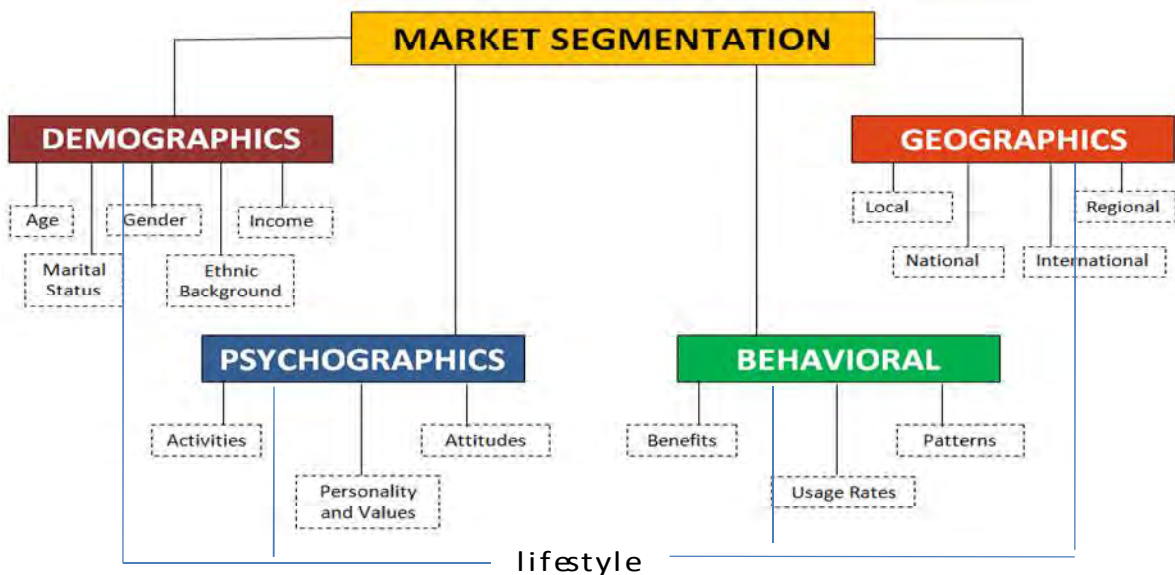 MARKET SEGMENTATION
DEMOGRAPHICS
GEOGRAPHICS
Age
Gender
Income
Local
Regional
Marital
Status
Ethnic
Background
National
International
PSYCHOGRAPHICS
BEHAVIORAL
Activities
Attitudes
Benefits
Patterns
Personality
and Values
Usage Rates
lifestyle